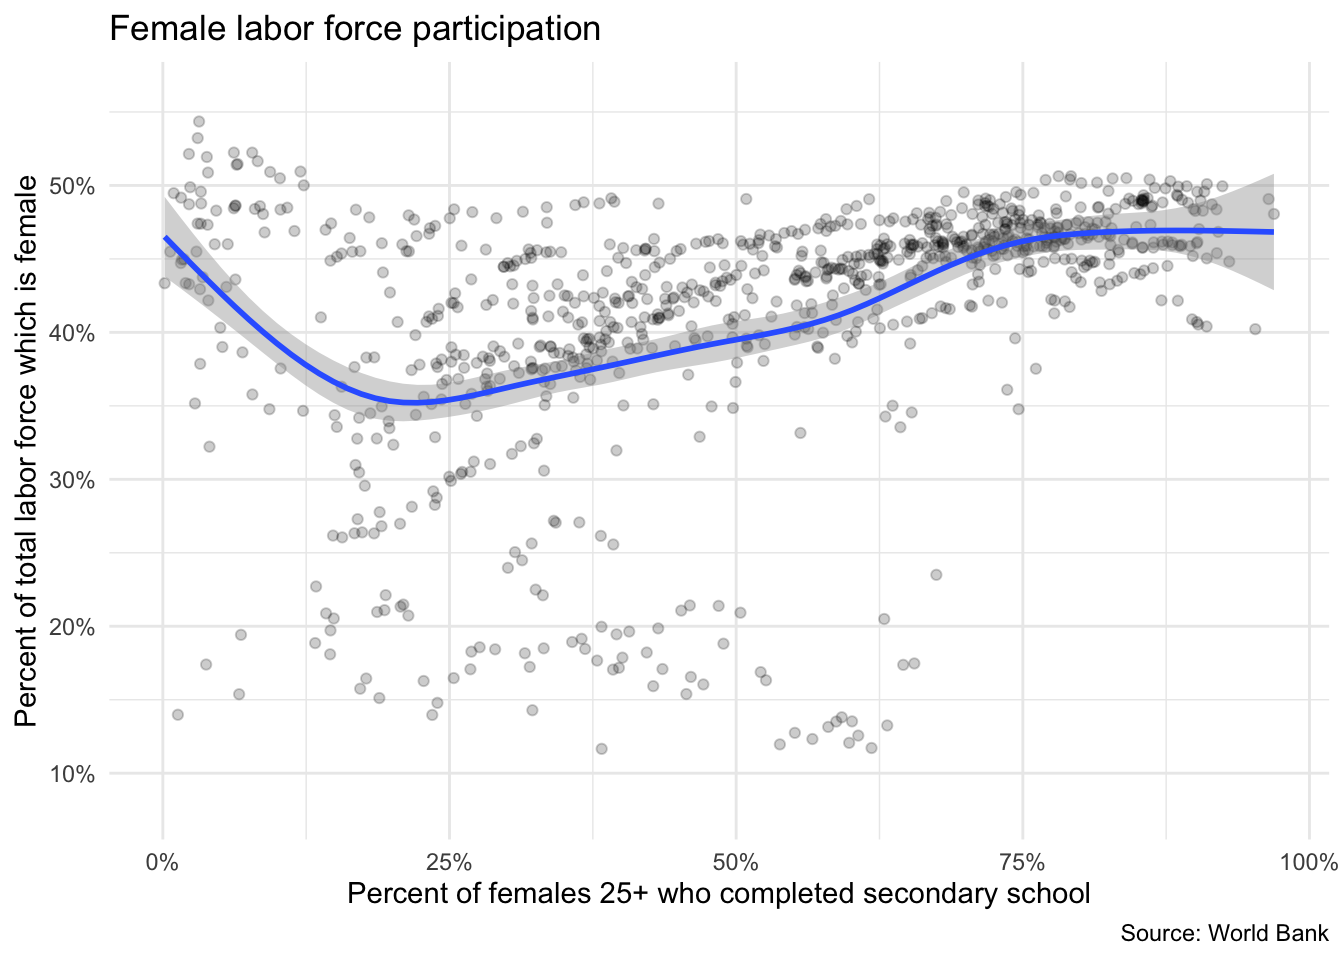 Female labor force participation
Percent of total labor force which is female
50%
40%
30%
20%
10%
0%
25%
50%
75%
100%
Percent of females 25+ who completed secondary school
Source: World Bank